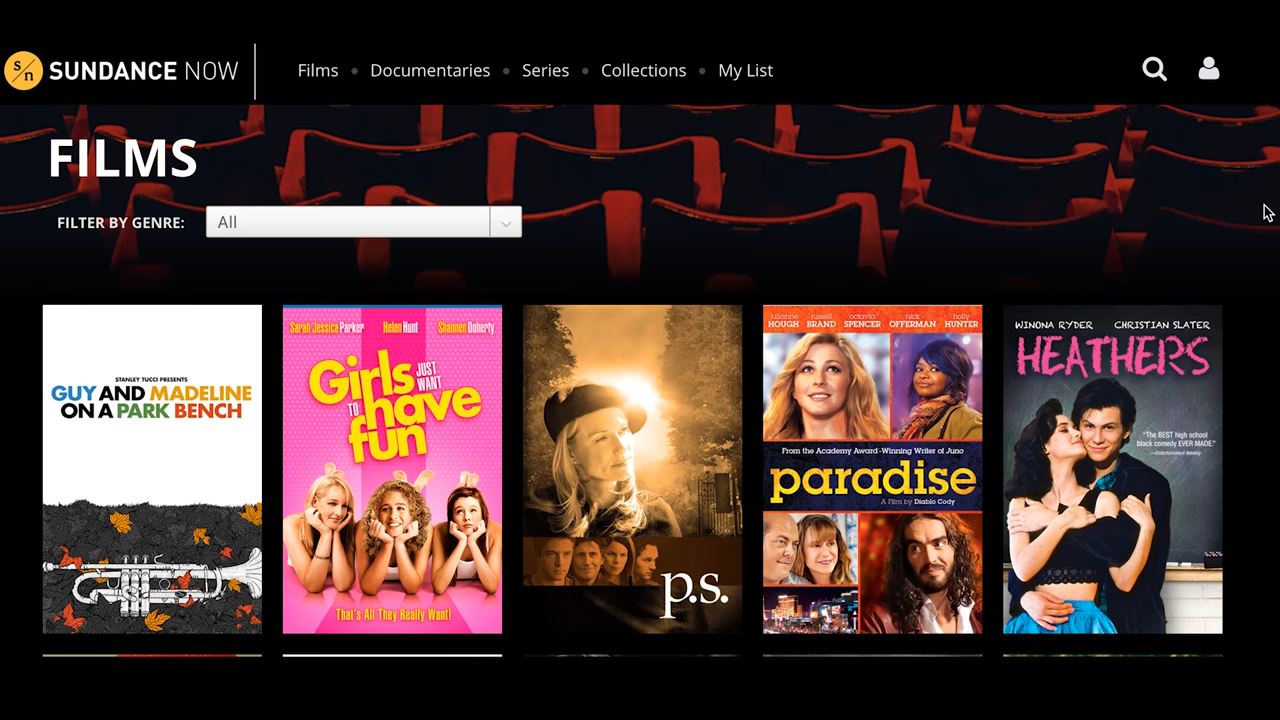 sn SUNDANCE NOW
Films • Documentaries • Series • Collections • My List
FILMS
FILTER BY GENRE: All
STANLEY TUCCI PRESENTS
GUY AND MADELINE
ON A PARK BENCH
Sarah Jessica Parker Helen Hunt Shannen Doherty
Girls JUST
WANT
TO have
fun
That's All They Really Want!
p.s.
julianne HOUGH russell BRAND octavia SPENCER nick OFFERMAN holly HUNTER
From the Academy Award-Winning Writer of Juno
paradise
A Film by Diablo Cody
WINONA RYDER CHRISTIAN SLATER
HEATHERS
"The BEST high school
black comedy EVER MADE."
—Entertainment Weekly